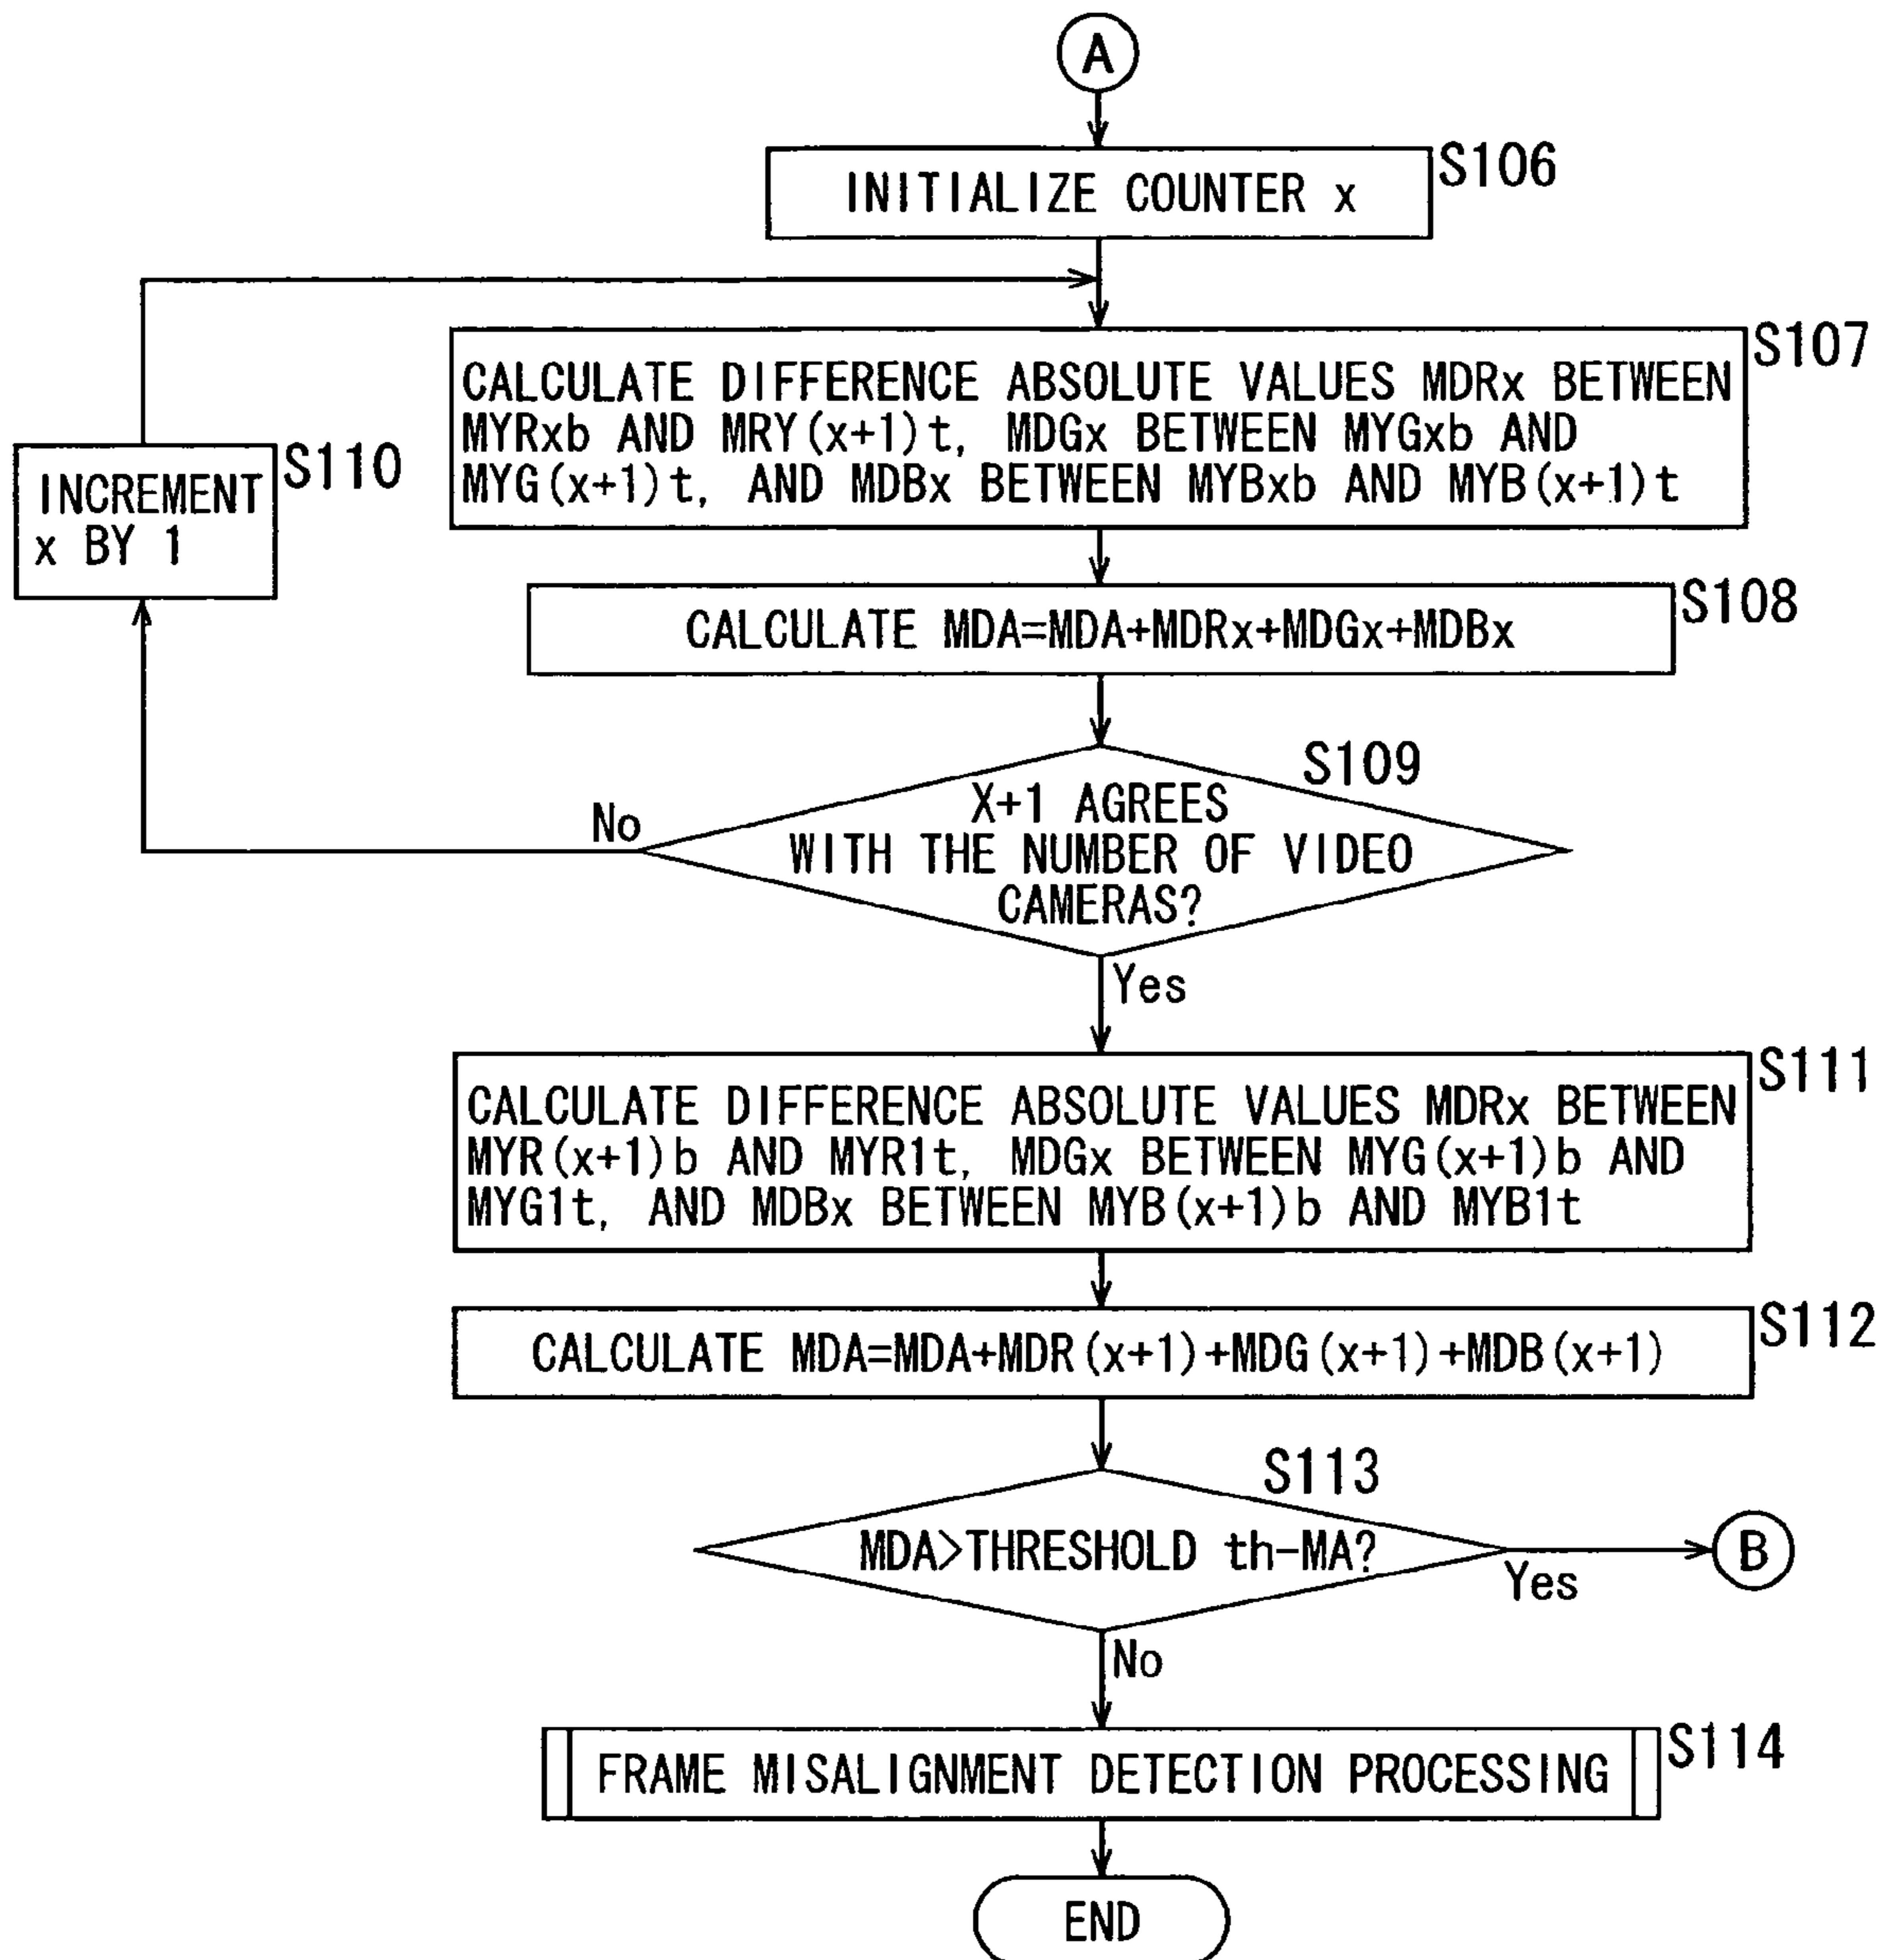 A
S106
INITIALIZE COUNTER x
S107
CALCULATE DIFFERENCE ABSOLUTE VALUES MDRx BETWEEN
MYRxb AND MRY(x+1)t, MDGx BETWEEN MYGxb AND
MYG(x+1)t, AND MDBx BETWEEN MYBxb AND MYB(x+1)t
S110
INCREMENT
x BY 1
S108
CALCULATE MDA=MDA+MDRx+MDGx+MDBx
S109
X+1 AGREES
WITH THE NUMBER OF VIDEO
CAMERAS?
No
Yes
S111
CALCULATE DIFFERENCE ABSOLUTE VALUES MDRx BETWEEN
MYR(x+1)b AND MYR1t, MDGx BETWEEN MYG(x+1)b AND
MYG1t, AND MDBx BETWEEN MYB(x+1)b AND MYB1t
S112
CALCULATE MDA=MDA+MDR(x+1)+MDG(x+1)+MDB(x+1)
S113
MDA>THRESHOLD th-MA?
Yes
B
No
S114
FRAME MISALIGNMENT DETECTION PROCESSING
END